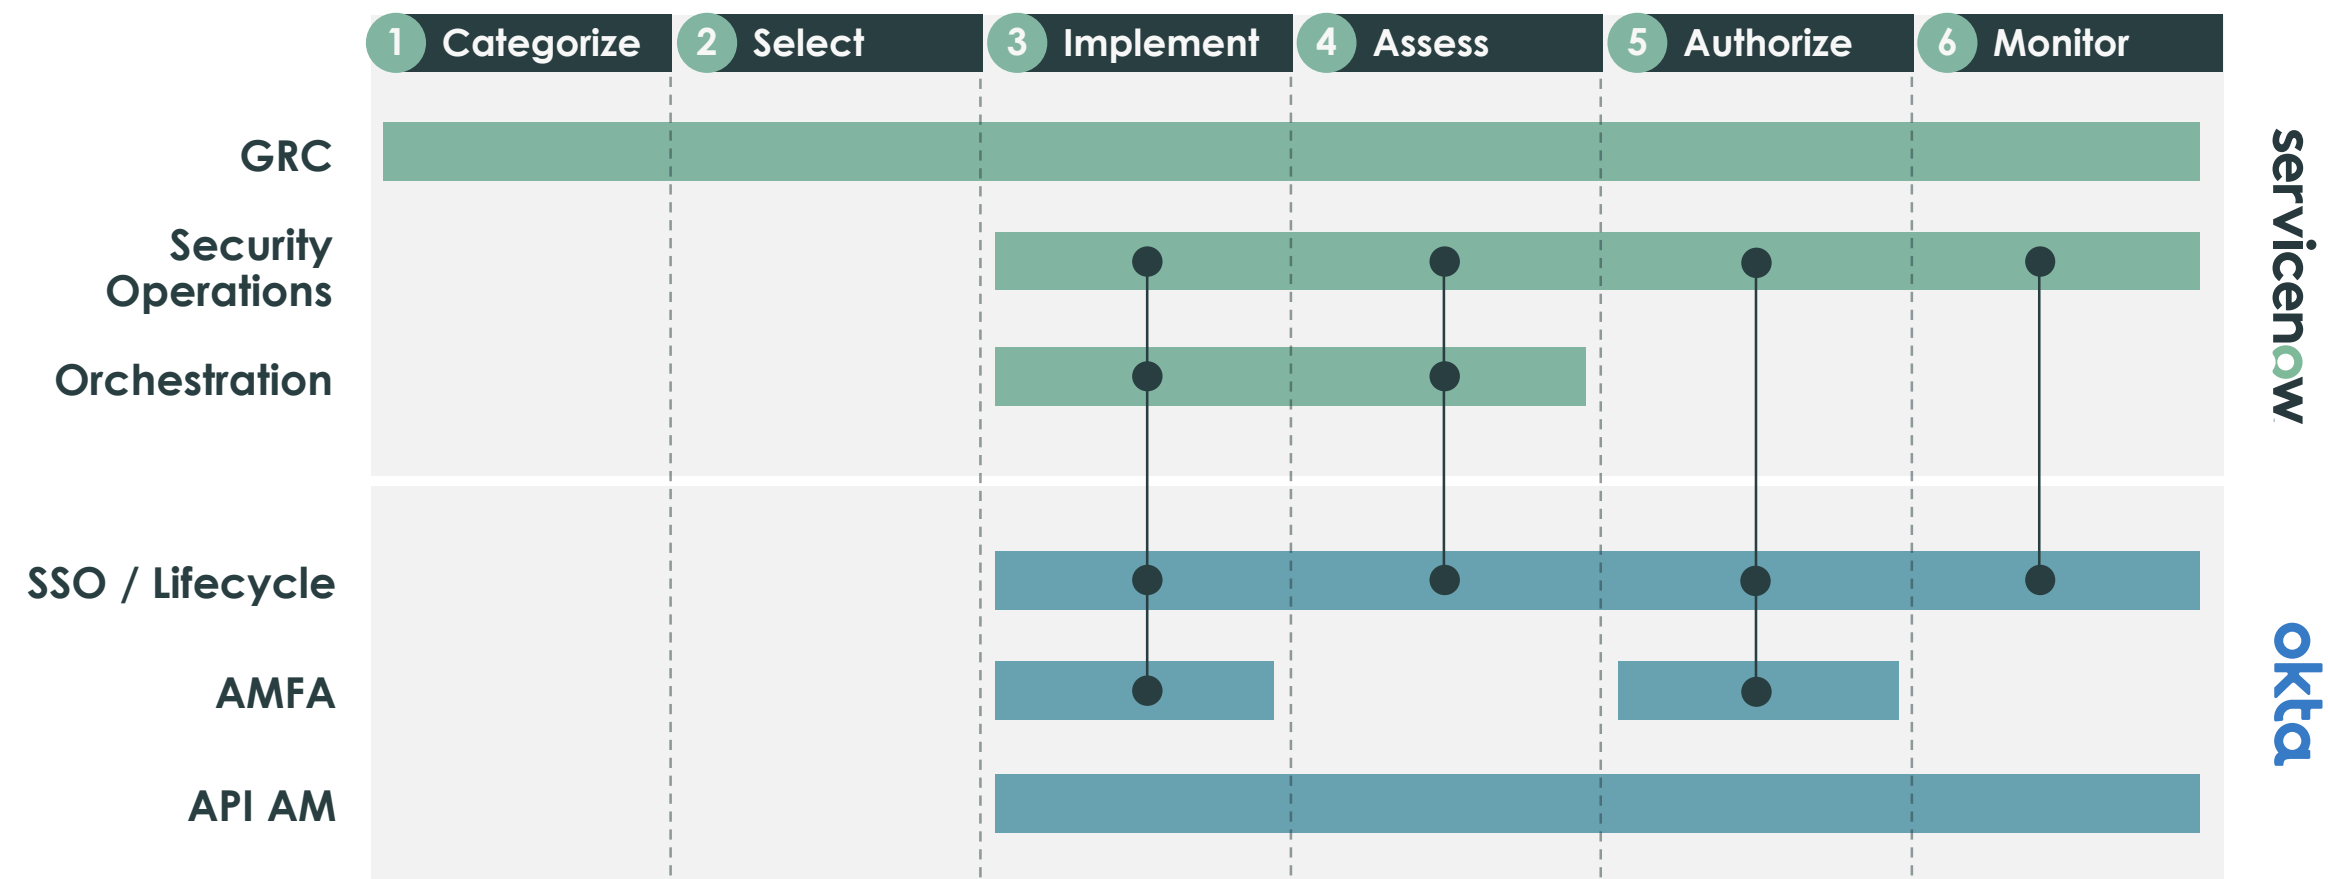 1 Categorize
2 Select
3 Implement
4 Assess
5 Authorize
6 Monitor
GRC
Security
Operations
Orchestration
servicenow
SSO / Lifecycle
AMFA
API AM
okta